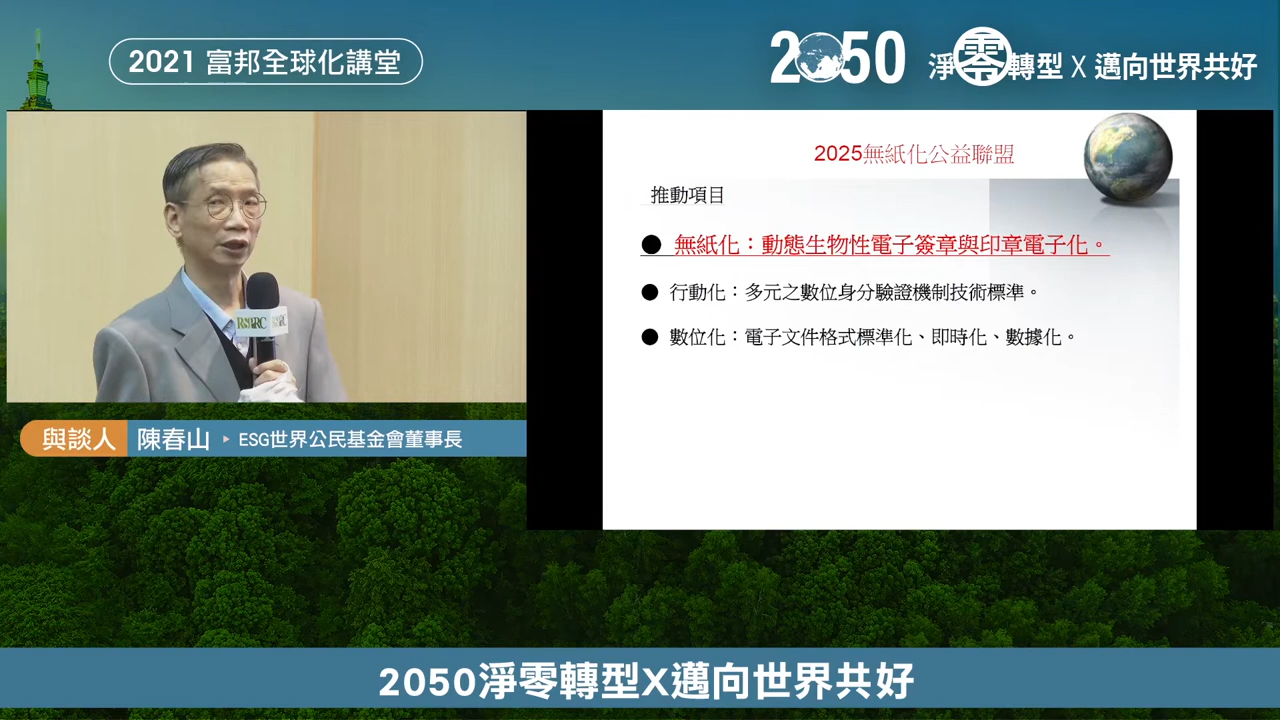 2021 富邦全球化講堂
2050 淨零轉型 X 邁向世界共好
2025無紙化公益聯盟
推動項目
● 無紙化：動態生物性電子簽章與印章電子化。
● 行動化：多元之數位身分驗證機制技術標準。
● 數位化：電子文件格式標準化、即時化、數據化。
與談人 陳春山 ▸ ESG世界公民基金會董事長
2050淨零轉型X邁向世界共好